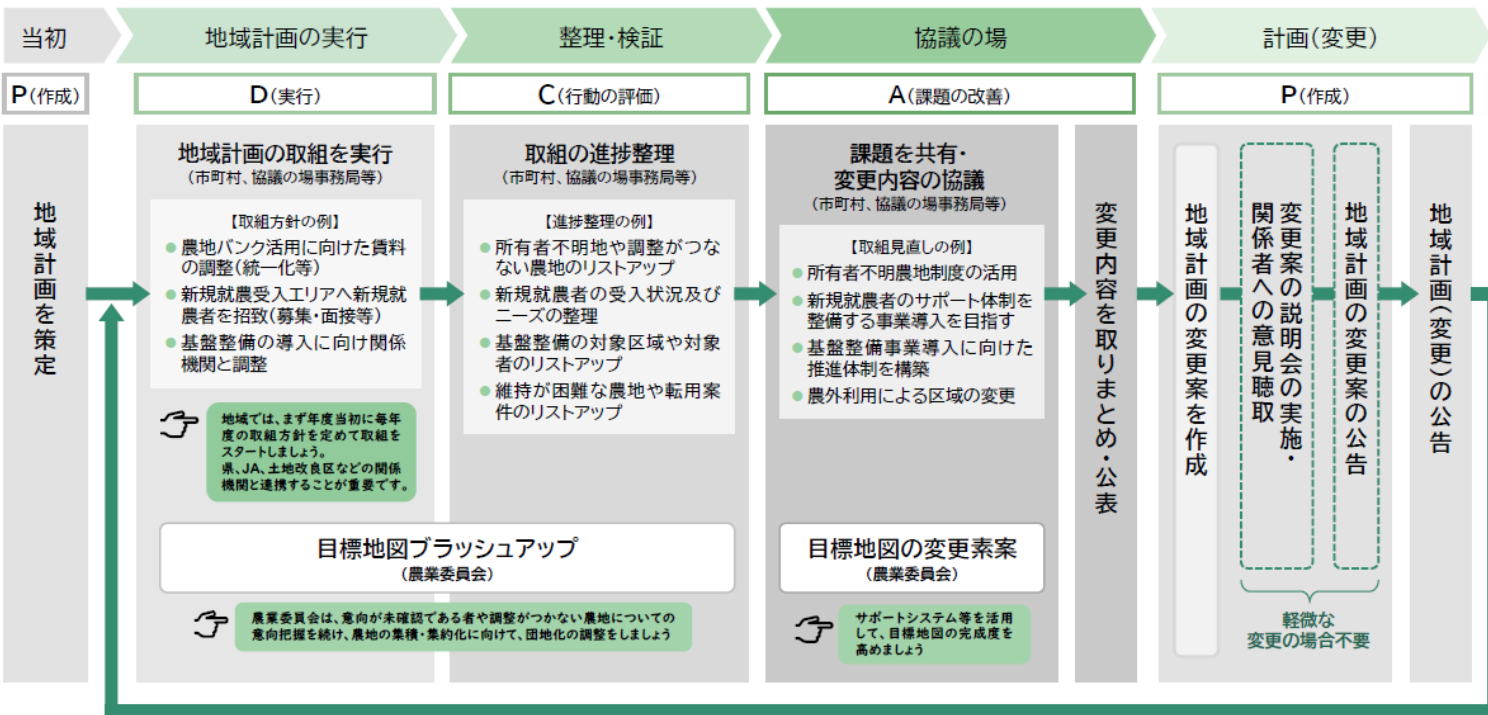 当初
地域計画の実行
整理・検証
協議の場
計画(変更)
P(作成)
D(実行)
C(行動の評価)
A(課題の改善)
P(作成)
地域計画を策定
地域計画の取組を実行
(市町村、協議の場事務局等)
【取組方針の例】
●農地バンク活用に向けた賃料
の調整(統一化等)
●新規就農受入エリアへ新規就
農者を招致(募集・面接等)
●基盤整備の導入に向け関係
機関と調整
地域では、まず年度当初に毎年
度の取組方針を定めて取組を
スタートしましょう。
県、JA、土地改良区などの関係
機関と連携することが重要です。
取組の進捗整理
(市町村、協議の場事務局等)
【進捗整理の例】
●所有者不明地や調整がつな
ない農地のリストアップ
●新規就農者の受入状況及び
ニーズの整理
●基盤整備の対象区域や対象
者のリストアップ
●維持が困難な農地や転用案
件のリストアップ
目標地図ブラッシュアップ
(農業委員会)
農業委員会は、意向が未確認である者や調整がつかない農地についての
意向把握を続け、農地の集積・集約化に向けて、団地化の調整をしましょう
課題を共有・
変更内容の協議
(市町村、協議の場事務局等)
【取組見直しの例】
●所有者不明農地制度の活用
●新規就農者のサポート体制を
整備する事業導入を目指す
●基盤整備事業導入に向けた
推進体制を構築
●農外利用による区域の変更
目標地図の変更素案
(農業委員会)
サポートシステム等を活用
して、目標地図の完成度を
高めましょう
変更内容を取りまとめ・公表
地域計画の変更案を作成
変更案の説明会の実施・
関係者への意見聴取
地域計画の変更案の公告
軽微な
変更の場合不要
地域計画(変更)の公告